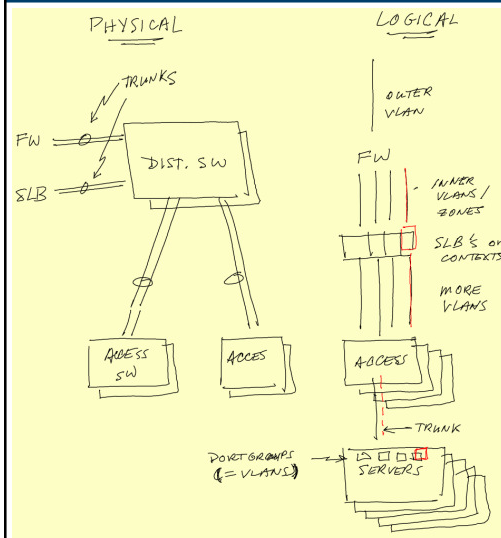 PHYSICAL
TRUNKS
FW
SLB
DIST. SW
ACCESS
SW
ACCES
LOGICAL
OUTER
VLAN
FW
INNER
VLANS/
ZONES
SLB'S or
CONTEXTS
MORE
VLANS
ACCESS
TRUNK
PORTGROUPS
(= VLANS)
SERVERS